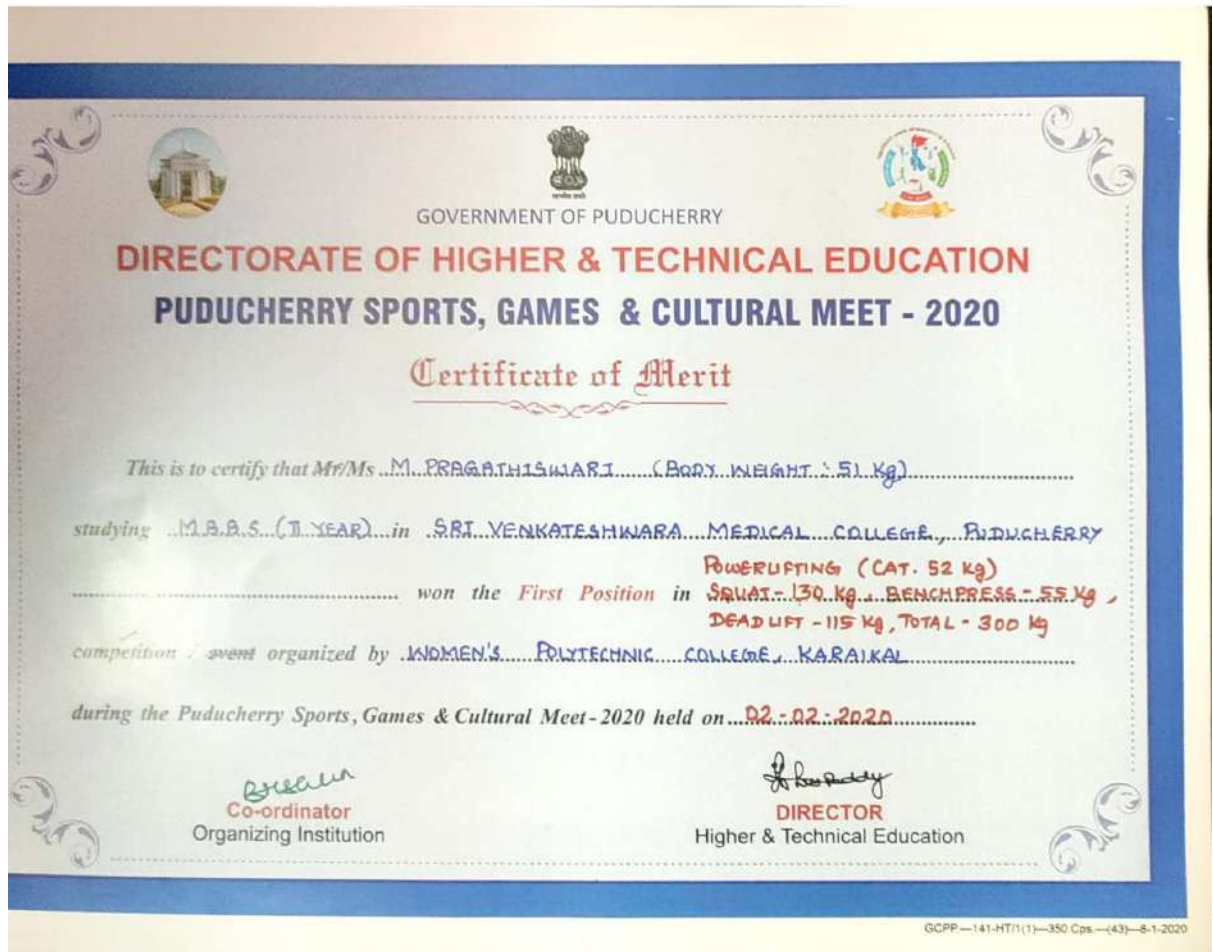 GOVERNMENT OF PUDUCHERRY
DIRECTORATE OF HIGHER & TECHNICAL EDUCATION
PUDUCHERRY SPORTS, GAMES & CULTURAL MEET - 2020
Certificate of Merit
This is to certify that Mr/Ms M. PRAGATHISWARI (BODY WEIGHT : 51 Kg)
studying M.B.B.S (II YEAR) in SRI VENKATESHWARA MEDICAL COLLEGE, PUDUCHERRY
POWERLIFTING (CAT. 52 Kg)
won the First Position in SQUAT - 130 Kg, BENCHPRESS - 55 Kg,
DEADLIFT - 115 Kg, TOTAL - 300 Kg
competition / event organized by WOMEN'S POLYTECHNIC COLLEGE, KARAIKAL
during the Puducherry Sports, Games & Cultural Meet-2020 held on 02-02-2020
Co-ordinator
Organizing Institution
DIRECTOR
Higher & Technical Education
GCPP.—141-HT/1(1)—350 Cps.—(43)—8-1-2020